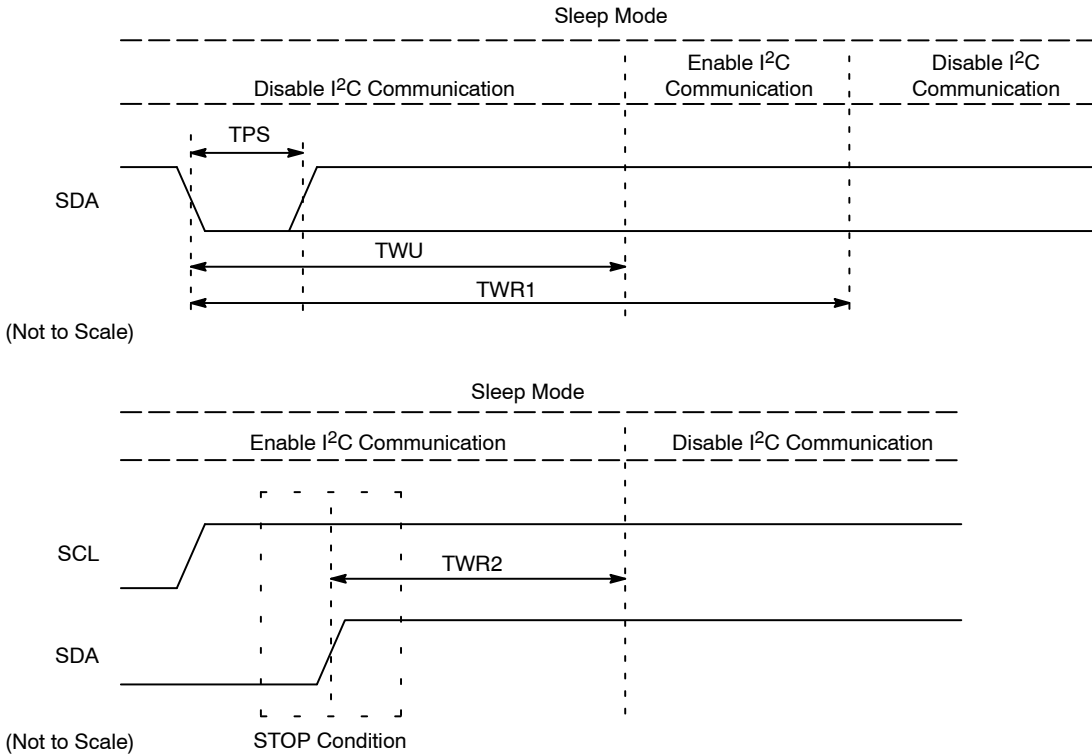 Sleep Mode
Disable I²C Communication
Enable I²C
Communication
Disable I²C
Communication
TPS
SDA
TWU
TWR1
(Not to Scale)
Sleep Mode
Enable I²C Communication
Disable I²C Communication
SCL
TWR2
SDA
(Not to Scale)
STOP Condition